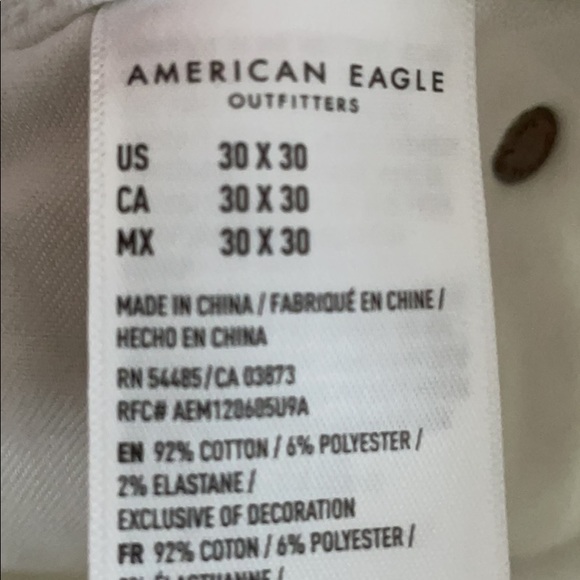 AMERICAN EAGLE
OUTFITTERS
US 30 X 30
CA 30 X 30
MX 30 X 30
MADE IN CHINA / FABRIQUÉ EN CHINE /
HECHO EN CHINA
RN 54485/CA 03873
RFC# AEM120605U9A
EN 92% COTTON / 6% POLYESTER /
2% ELASTANE /
EXCLUSIVE OF DECORATION
FR 92% COTON / 6% POLYESTER /
2% ÉLASTHANNE /